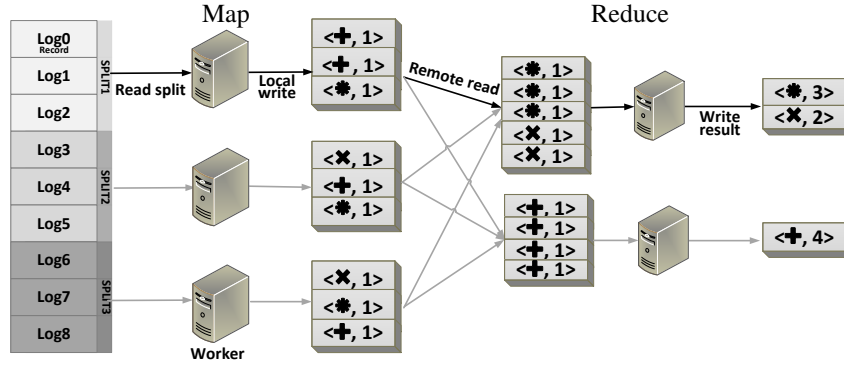 Map
Reduce
Log0
Record
Log1
Log2
Log3
Log4
Log5
Log6
Log7
Log8
SPLIT1
SPLIT2
SPLIT3
Read split
Local
write
Worker
<✚, 1>
<✚, 1>
<✱, 1>
<✖, 1>
<✚, 1>
<✱, 1>
<✖, 1>
<✱, 1>
<✚, 1>
Remote read
<✱, 1>
<✱, 1>
<✱, 1>
<✖, 1>
<✖, 1>
<✚, 1>
<✚, 1>
<✚, 1>
<✚, 1>
Write
result
<✱, 3>
<✖, 2>
<✚, 4>